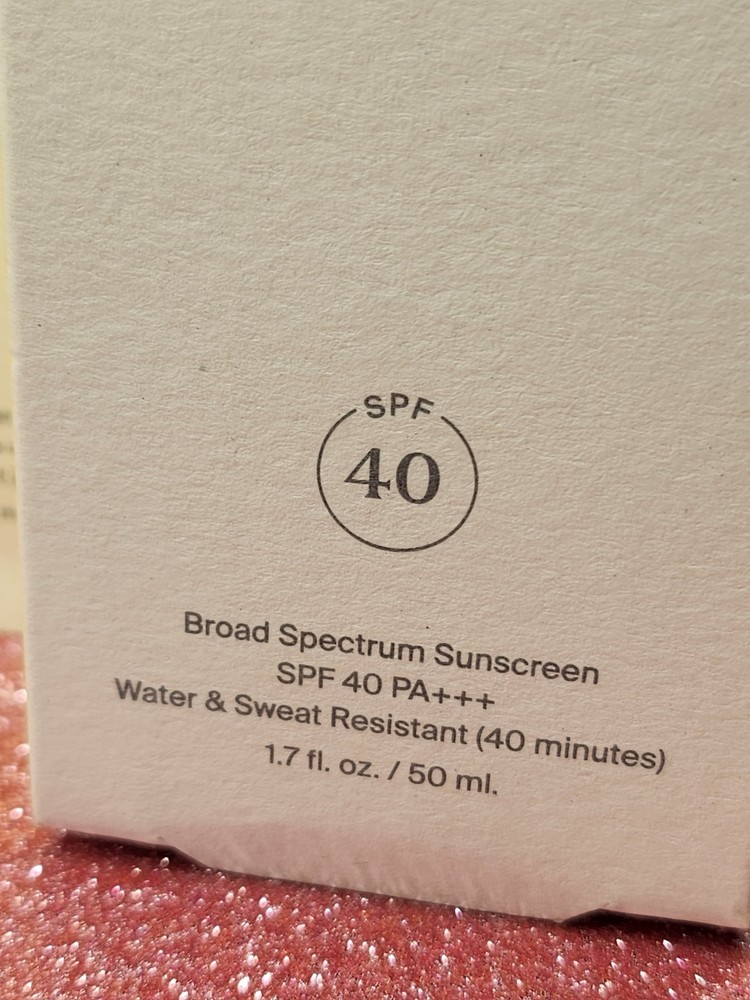 SPF
40
Broad Spectrum Sunscreen
SPF 40 PA+++
Water & Sweat Resistant (40 minutes)
1.7 fl. oz. / 50 ml.